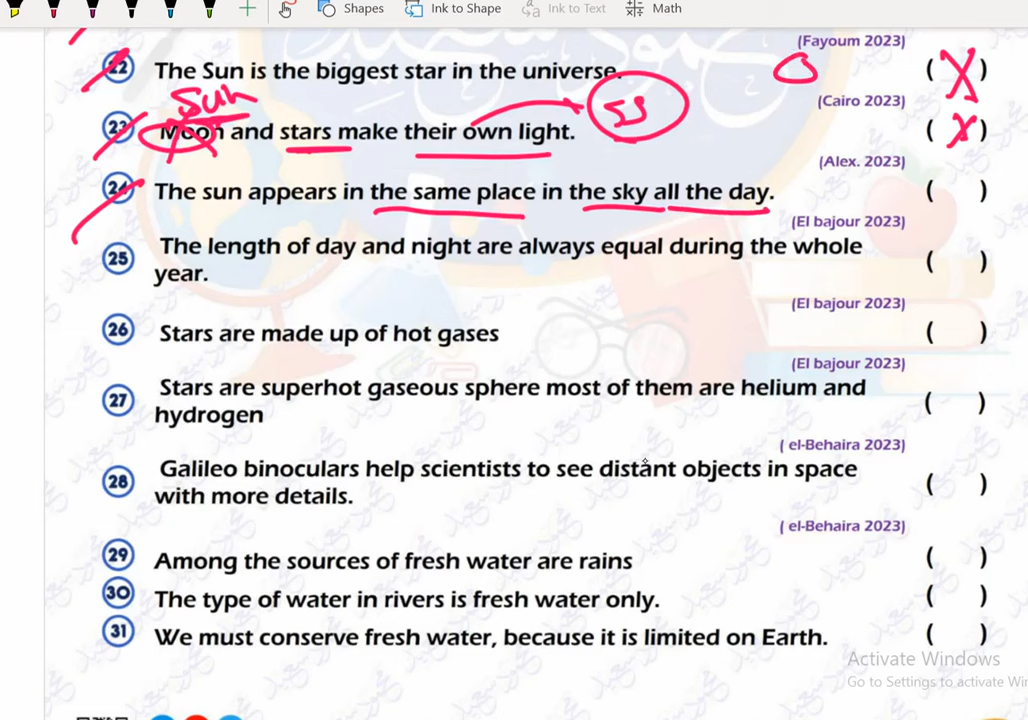 Shapes Ink to Shape Ink to Text Math
(Fayoum 2023)
22 The Sun is the biggest star in the universe. ( X )
Sun
(Cairo 2023)
23 Moon and stars make their own light. ( X )
(Alex. 2023)
24 The sun appears in the same place in the sky all the day. ( )
(El bajour 2023)
25 The length of day and night are always equal during the whole
year. ( )
(El bajour 2023)
26 Stars are made up of hot gases ( )
(El bajour 2023)
27 Stars are superhot gaseous sphere most of them are helium and
hydrogen ( )
( el-Behaira 2023)
28 Galileo binoculars help scientists to see distant objects in space
with more details. ( )
( el-Behaira 2023)
29 Among the sources of fresh water are rains ( )
30 The type of water in rivers is fresh water only. ( )
31 We must conserve fresh water, because it is limited on Earth. ( )
Activate Windows
Go to Settings to activate